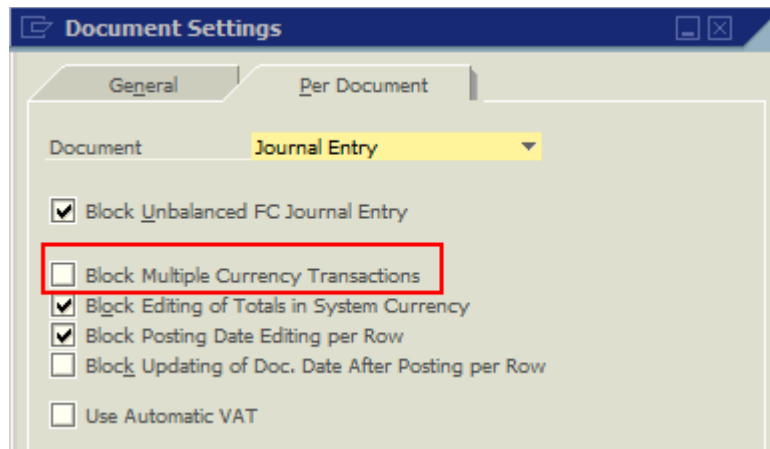 Document Settings
General Per Document
Document Journal Entry
Block Unbalanced FC Journal Entry
Block Multiple Currency Transactions
Block Editing of Totals in System Currency
Block Posting Date Editing per Row
Block Updating of Doc. Date After Posting per Row
Use Automatic VAT